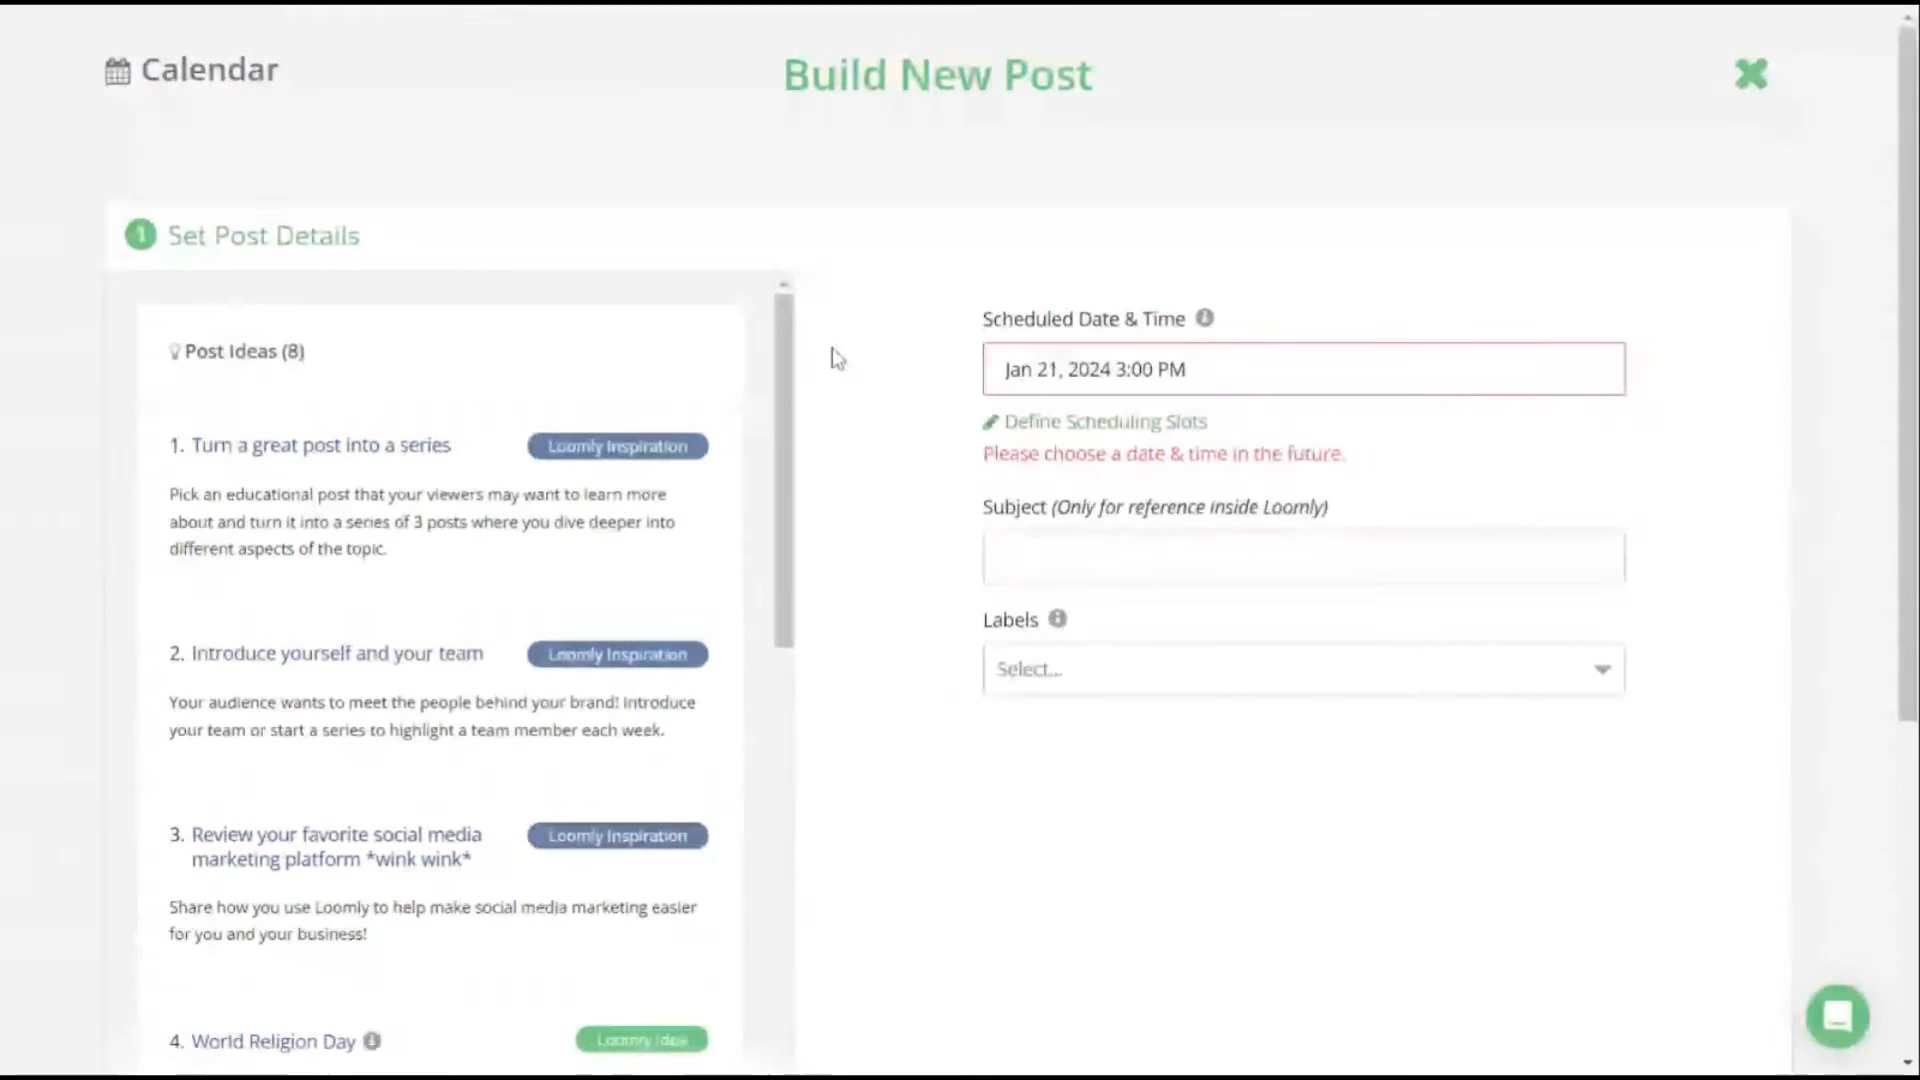 Calendar
Build New Post
1 Set Post Details
Post Ideas (8)
1. Turn a great post into a series
Loomly Inspiration
Pick an educational post that your viewers may want to learn more
about and turn it into a series of 3 posts where you dive deeper into
different aspects of the topic.
2. Introduce yourself and your team
Loomly Inspiration
Your audience wants to meet the people behind your brand! Introduce
your team or start a series to highlight a team member each week.
3. Review your favorite social media
marketing platform *wink wink*
Loomly Inspiration
Share how you use Loomly to help make social media marketing easier
for you and your business!
4. World Religion Day
Loomly Idea
Scheduled Date & Time
Jan 21, 2024 3:00 PM
Define Scheduling Slots
Please choose a date & time in the future.
Subject (Only for reference inside Loomly)
Labels
Select...